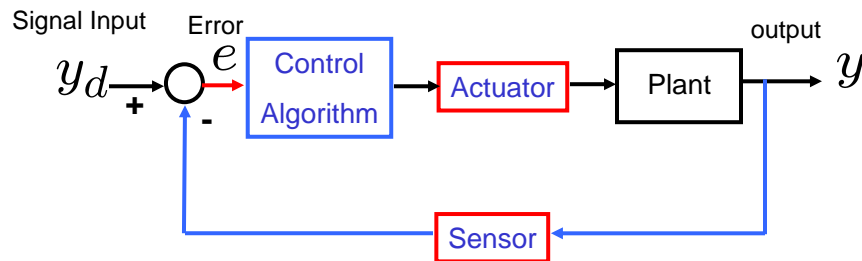 Signal Input
Error
output
y_d
+
-
e
Control
Algorithm
Actuator
Plant
y
Sensor